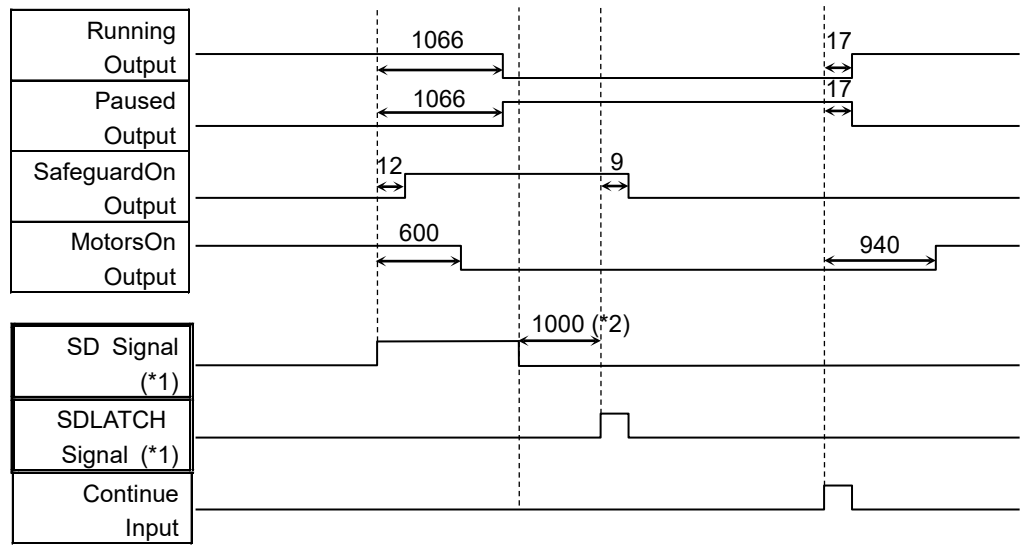 Running
Output
1066
17
Paused
Output
1066
17
SafeguardOn
Output
12
9
MotorsOn
Output
600
940
SD Signal
(*1)
1000 (*2)
SDLATCH
Signal (*1)
Continue
Input